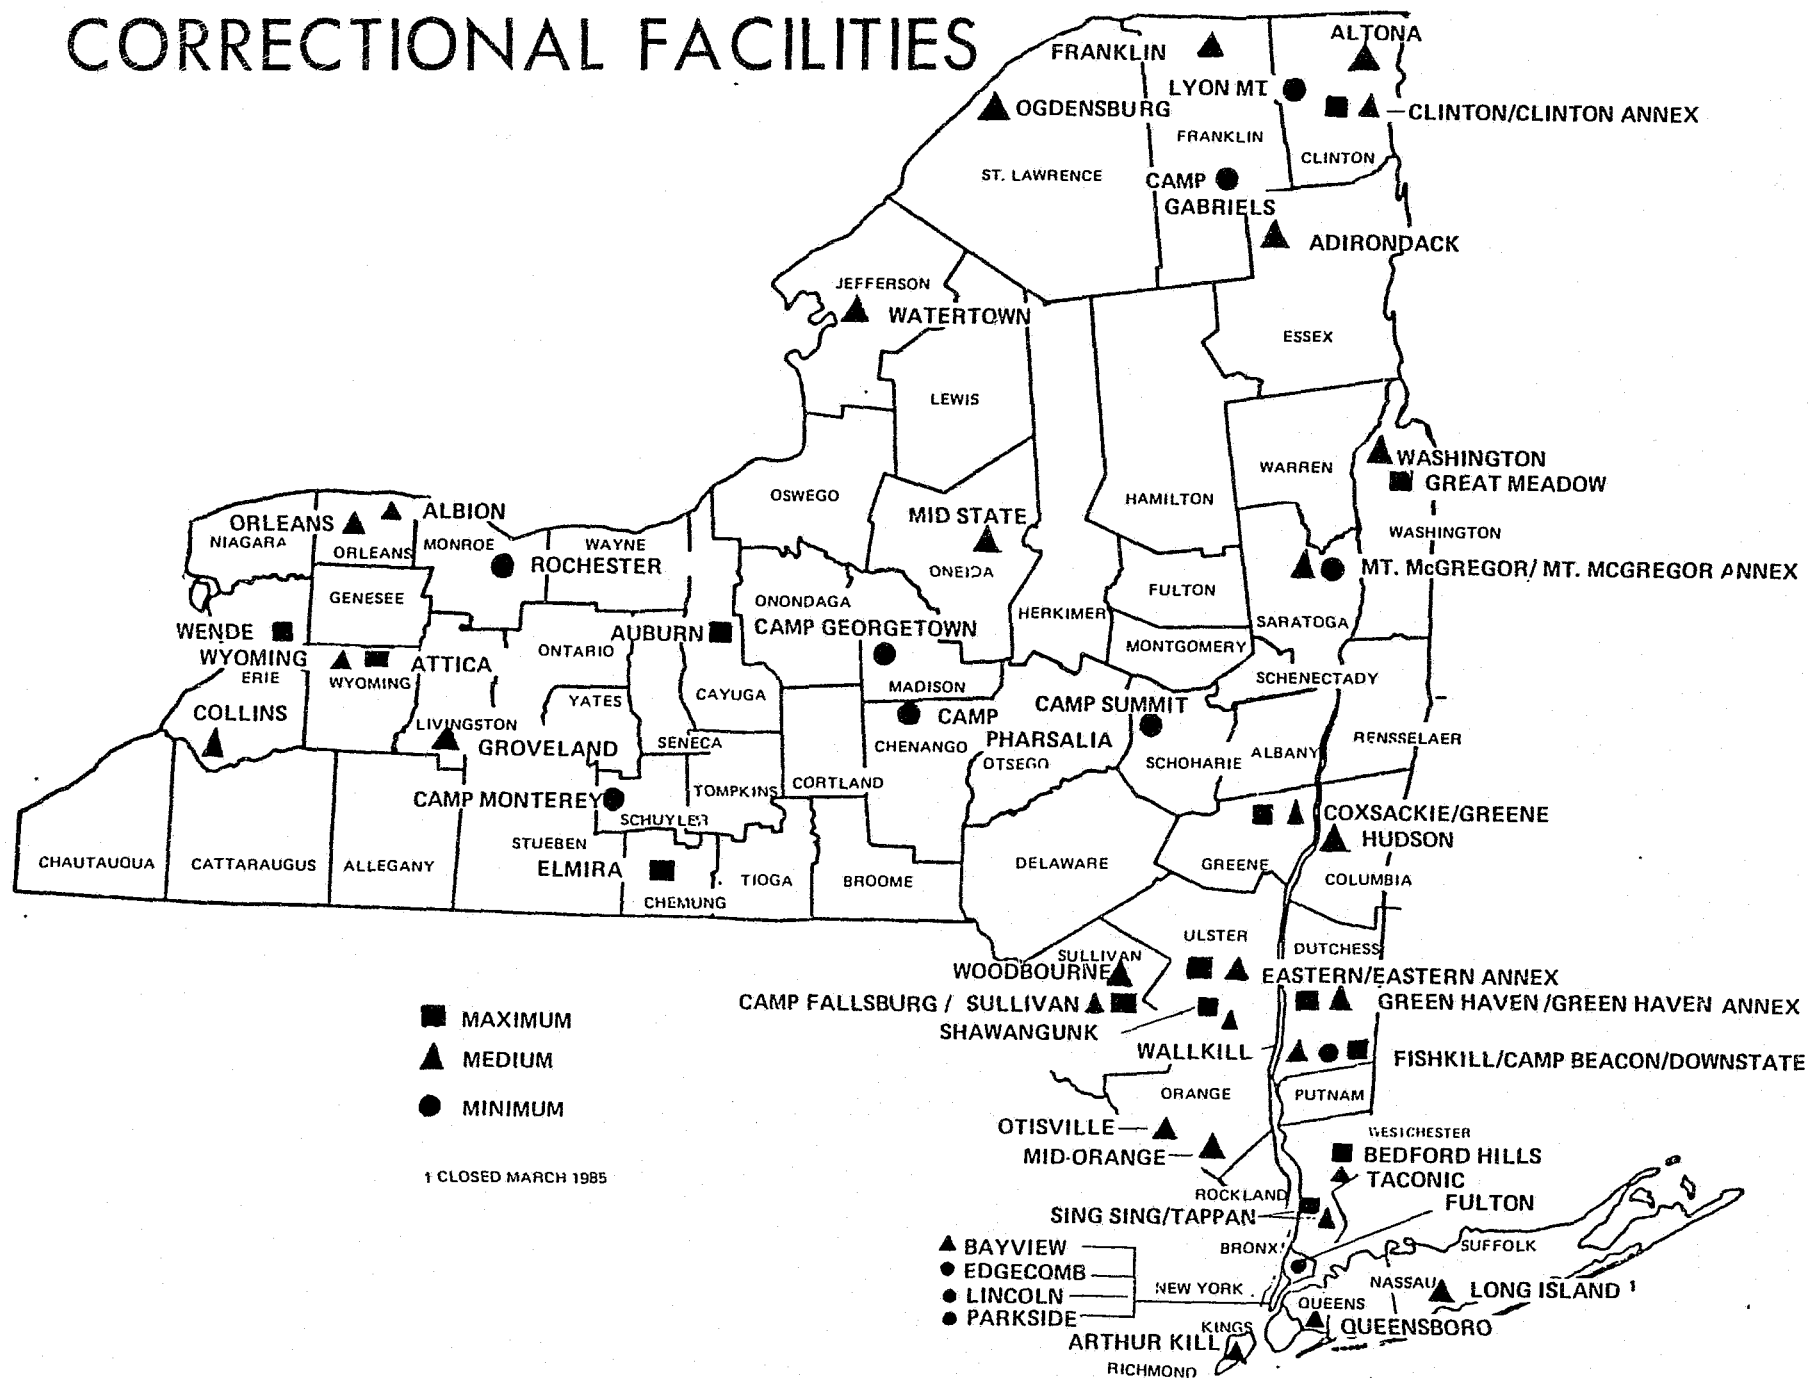 CORRECTIONAL FACILITIES
FRANKLIN
ALTONA
LYON MT.
OGDENSBURG
CLINTON/CLINTON ANNEX
FRANKLIN
CLINTON
ST. LAWRENCE
CAMP
GABRIELS
ADIRONDACK
JEFFERSON
WATERTOWN
ESSEX
LEWIS
WASHINGTON
WARREN
GREAT MEADOW
OSWEGO
HAMILTON
ORLEANS
ALBION
MID STATE
WASHINGTON
NIAGARA
ORLEANS
MONROE
WAYNE
ROCHESTER
ONEIDA
MT. McGREGOR/ MT. MCGREGOR ANNEX
GENESEE
ONONDAGA
HERKIMER
FULTON
SARATOGA
WENDE
AUBURN
CAMP GEORGETOWN
MONTGOMERY
WYOMING
ATTICA
ONTARIO
ERIE
WYOMING
SCHENECTADY
YATES
CAYUGA
MADISON
COLLINS
LIVINGSTON
CAMP SUMMIT
CAMP
PHARSALIA
GROVELAND
SENECA
CHENANGO
OTSEGO
SCHOHARIE
ALBANY
RENSSELAER
CAMP MONTEREY
TOMPKINS
CORTLAND
SCHUYLER
COXSACKIE/GREENE
HUDSON
STUEBEN
CHAUTAUQUA
CATTARAUGUS
ALLEGANY
ELMIRA
TIOGA
BROOME
DELAWARE
GREENE
COLUMBIA
CHEMUNG
ULSTER
DUTCHESS
SULLIVAN
WOODBOURNE
EASTERN/EASTERN ANNEX
CAMP FALLSBURG / SULLIVAN
GREEN HAVEN /GREEN HAVEN ANNEX
SHAWANGUNK
WALLKILL
FISHKILL/CAMP BEACON/DOWNSTATE
MAXIMUM
MEDIUM
MINIMUM
ORANGE
PUTNAM
OTISVILLE
WESTCHESTER
MID-ORANGE
BEDFORD HILLS
TACONIC
1 CLOSED MARCH 1985
ROCKLAND
FULTON
SING SING/TAPPAN
BAYVIEW
BRONX
SUFFOLK
EDGECOMB
LINCOLN
NEW YORK
NASSAU
LONG ISLAND 1
PARKSIDE
QUEENS
KINGS
QUEENSBORO
ARTHUR KILL
RICHMOND